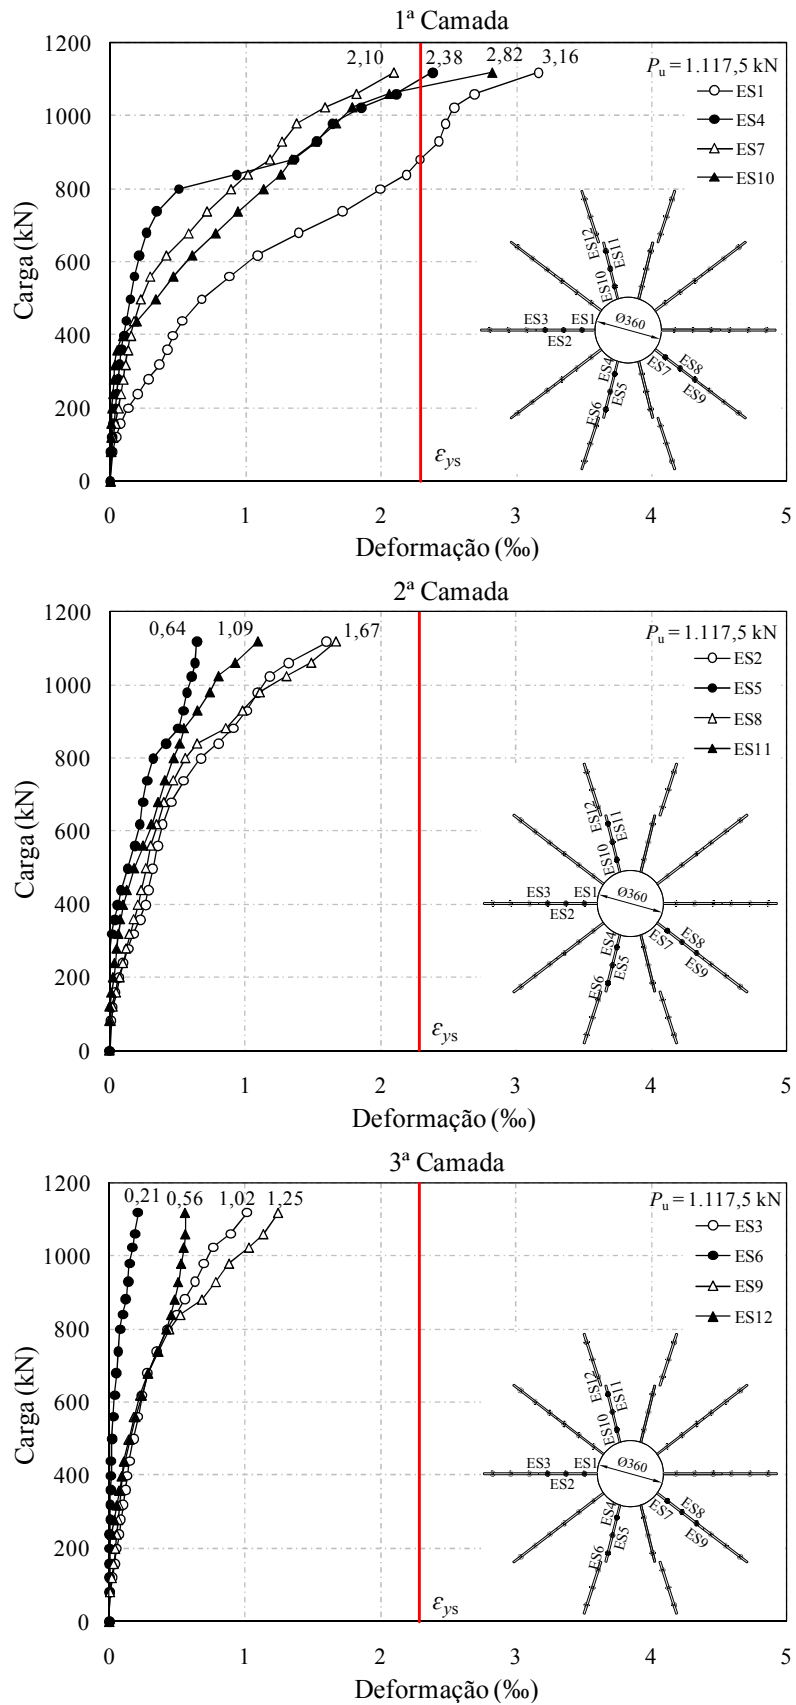 1ª Camada
1200
1000
800
600
400
200
0
Carga (kN)
2,10
2,38
2,82
3,16
Pu = 1.117,5 kN
ES1
ES4
ES7
ES10
ES12
ES11
ES10
ES3
ES1
ES2
Ø360
ES4
ES5
ES6
ES7
ES8
ES9
εys
0 1 2 3 4 5
Deformação (‰)
2ª Camada
1200
1000
800
600
400
200
0
Carga (kN)
0,64
1,09
1,67
Pu = 1.117,5 kN
ES2
ES5
ES8
ES11
ES12
ES11
ES10
ES3
ES1
ES2
Ø360
ES4
ES5
ES6
ES7
ES8
ES9
εys
0 1 2 3 4 5
Deformação (‰)
3ª Camada
1200
1000
800
600
400
200
0
Carga (kN)
0,21
0,56
1,02
1,25
Pu = 1.117,5 kN
ES3
ES6
ES9
ES12
ES12
ES11
ES10
ES3
ES1
ES2
Ø360
ES4
ES5
ES6
ES7
ES8
ES9
εys
0 1 2 3 4 5
Deformação (‰)